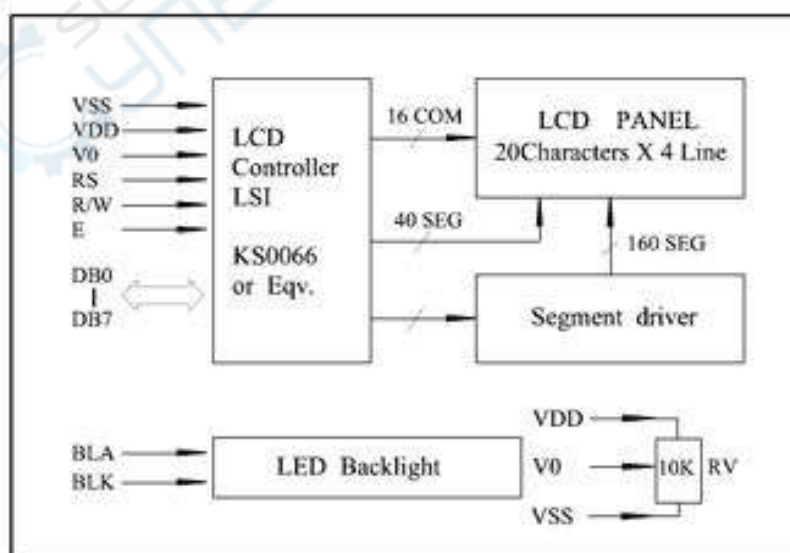 VSS
VDD
V0
RS
R/W
E
DB0
DB7
LCD
Controller
LSI
KS0066
or Eqv.
16 COM
40 SEG
LCD PANEL
20Characters X 4 Line
160 SEG
Segment driver
BLA
BLK
LED Backlight
VDD
V0
VSS
10K
RV